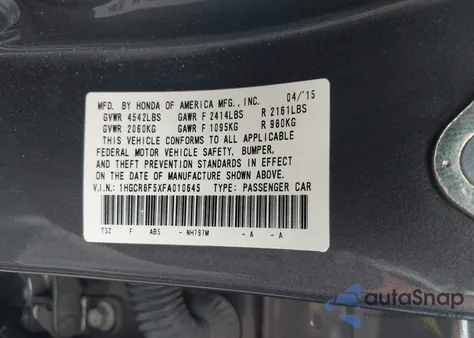 MFD. BY HONDA OF AMERICA MFG., INC. 04/'15
GVWR 4542LBS GAWR F 2414LBS R 2161LBS
GVWR 2060KG GAWR F 1095KG R 980KG
THIS VEHICLE CONFORMS TO ALL APPLICABLE
FEDERAL MOTOR VEHICLE SAFETY, BUMPER,
AND THEFT PREVENTION STANDARDS IN EFFECT
ON THE DATE OF MANUFACTURE SHOWN ABOVE.
V.I.N.: 1HGCR6F5XFA010645 TYPE: PASSENGER CAR
T3Z F AB5 - NH797M - A - A
autoSnap